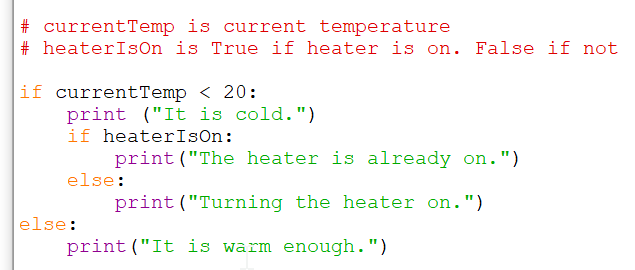 # currentTemp is current temperature
# heaterIsOn is True if heater is on. False if not
if currentTemp < 20:
    print ("It is cold.")
    if heaterIsOn:
        print("The heater is already on.")
    else:
        print("Turning the heater on.")
else:
    print("It is warm enough.")